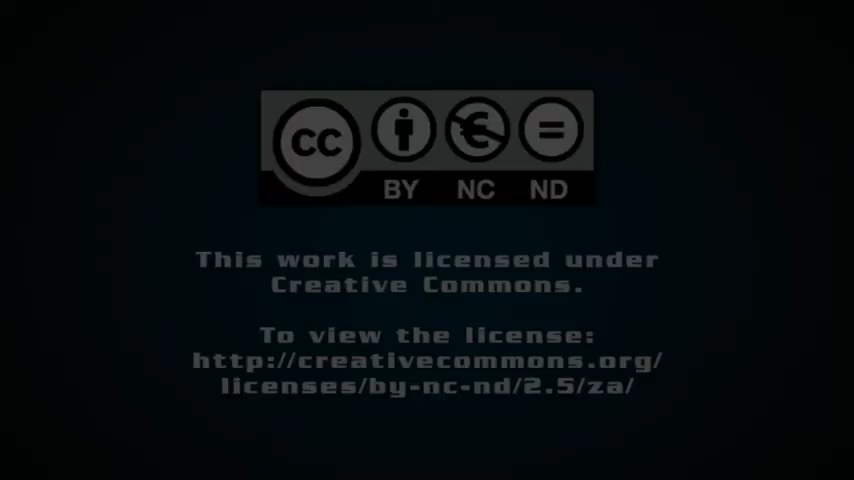 cc
BY NC ND
This work is licensed under
Creative Commons.
To view the license:
http://creativecommons.org/
licenses/by-nc-nd/2.5/za/